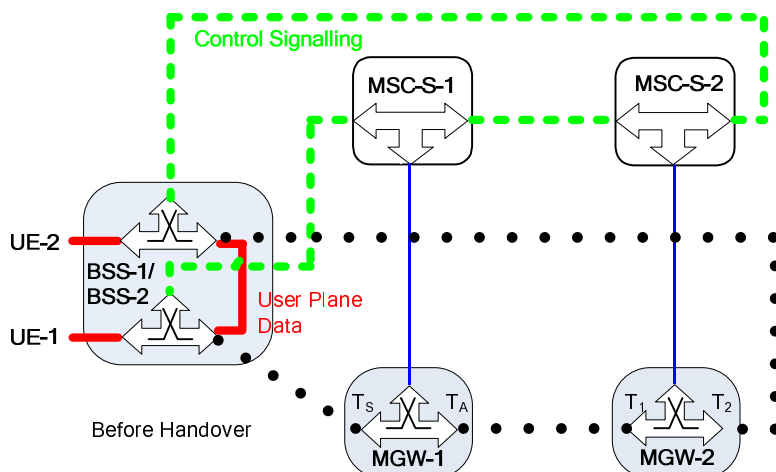 Control Signalling
MSC-S-1
MSC-S-2
UE-2
BSS-1/
BSS-2
User Plane
Data
UE-1
TS
TA
T1
T2
Before Handover
MGW-1
MGW-2